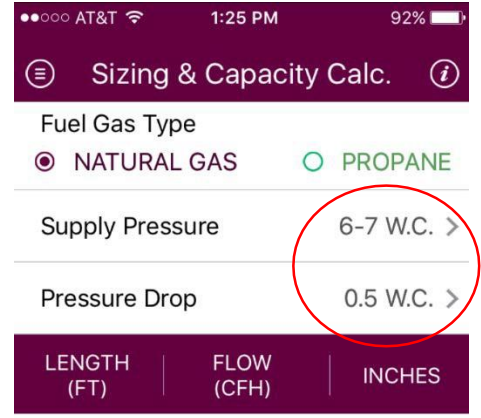 AT&T 1:25 PM 92%
Sizing & Capacity Calc. i
Fuel Gas Type
NATURAL GAS PROPANE
Supply Pressure 6-7 W.C. >
Pressure Drop 0.5 W.C. >
LENGTH FLOW INCHES
(FT) (CFH)